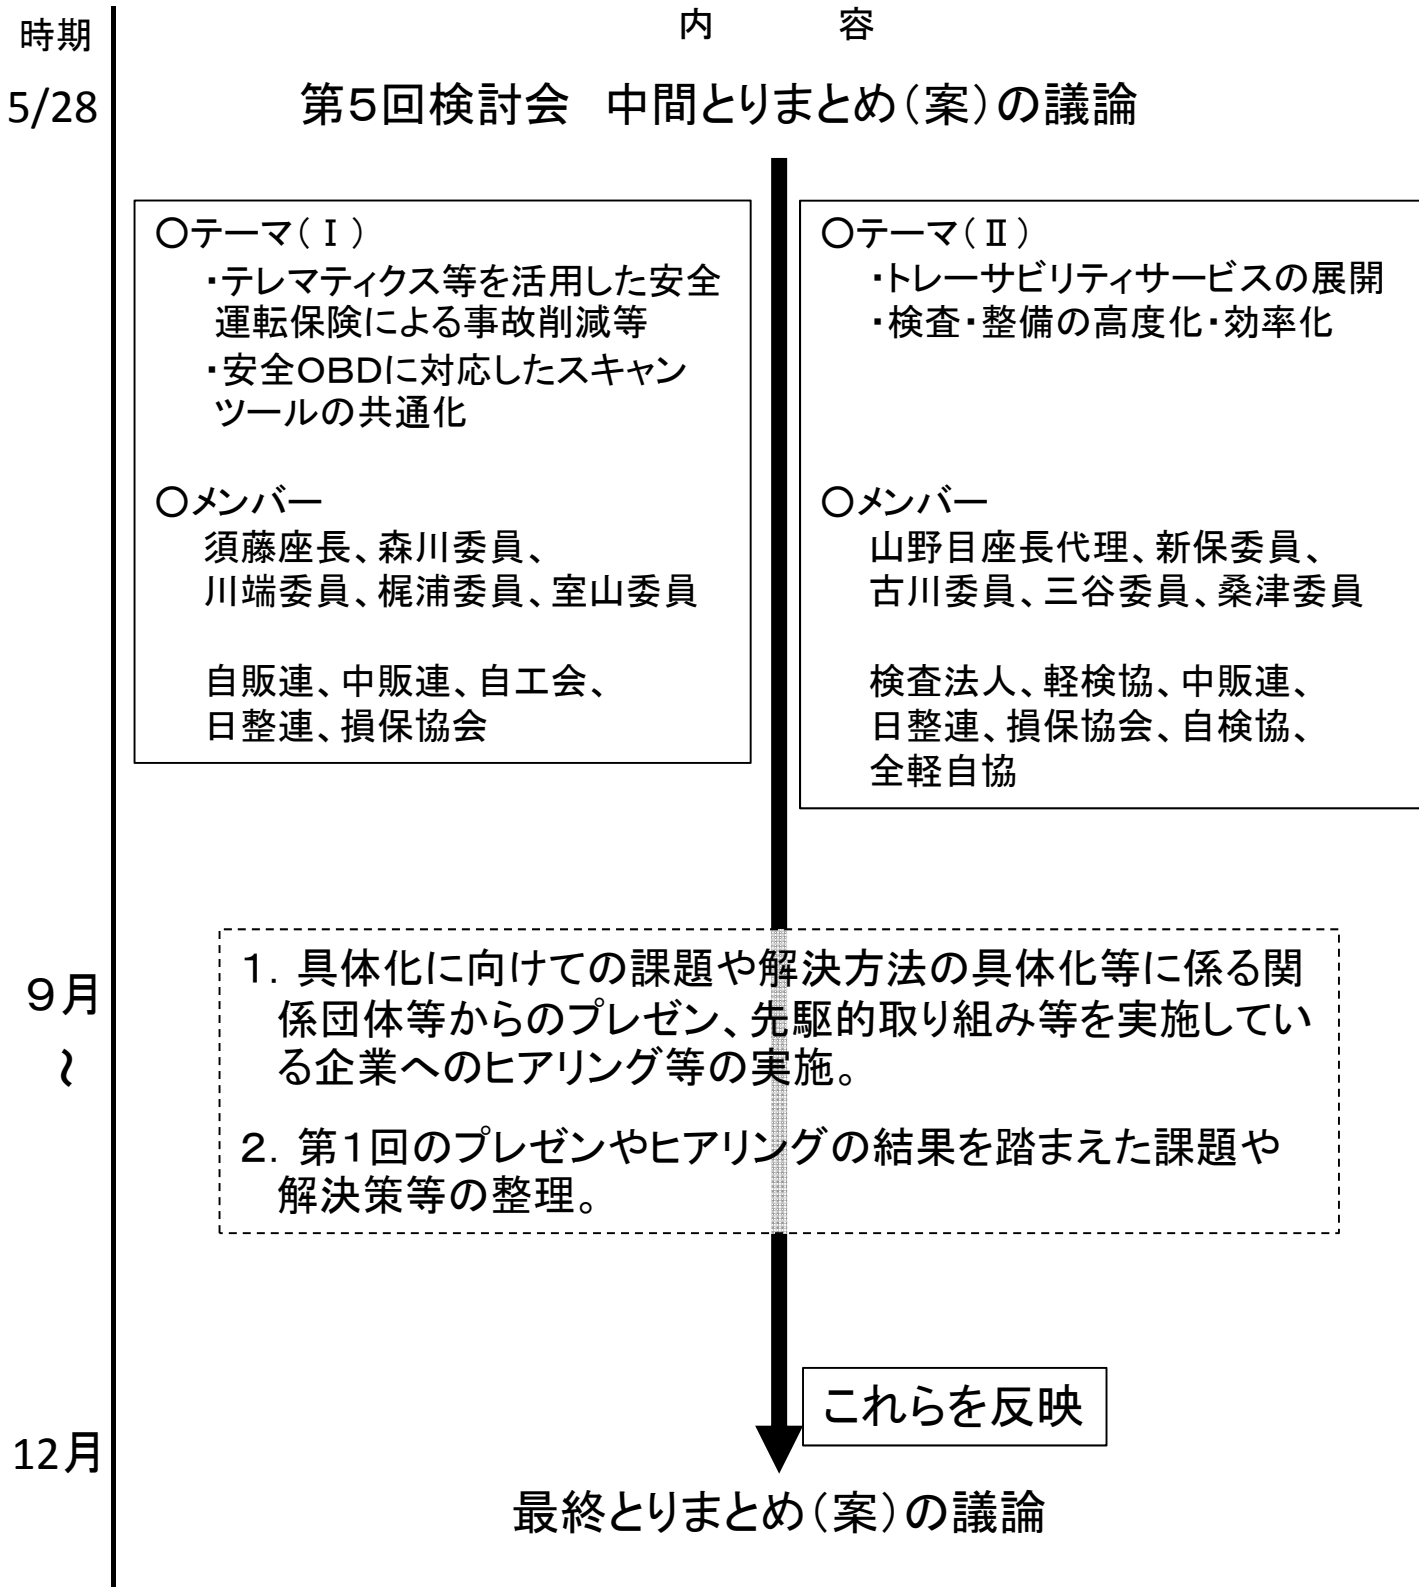 時期
内　容
5/28
第5回検討会　中間とりまとめ（案）の議論
○テーマ（Ⅰ）
・テレマティクス等を活用した安全
運転保険による事故削減等
・安全OBDに対応したスキャン
ツールの共通化
○メンバー
須藤座長、森川委員、
川端委員、梶浦委員、室山委員
自販連、中販連、自工会、
日整連、損保協会
○テーマ（Ⅱ）
・トレーサビリティサービスの展開
・検査・整備の高度化・効率化
○メンバー
山野目座長代理、新保委員、
古川委員、三谷委員、桑津委員
検査法人、軽検協、中販連、
日整連、損保協会、自検協、
全軽自協
9月
～
1．具体化に向けての課題や解決方法の具体化等に係る関
係団体等からのプレゼン、先駆的取り組み等を実施してい
る企業へのヒアリング等の実施。
2．第1回のプレゼンやヒアリングの結果を踏まえた課題や
解決策等の整理。
これらを反映
12月
最終とりまとめ（案）の議論